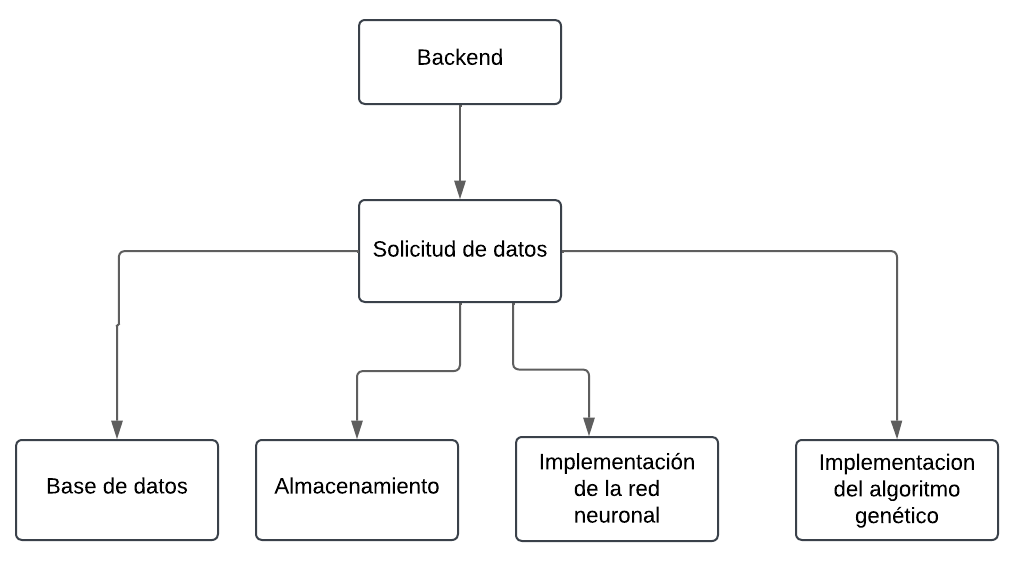 Backend
Solicitud de datos
Base de datos
Almacenamiento
Implementación
de la red
neuronal
Implementacion
del algoritmo
genético